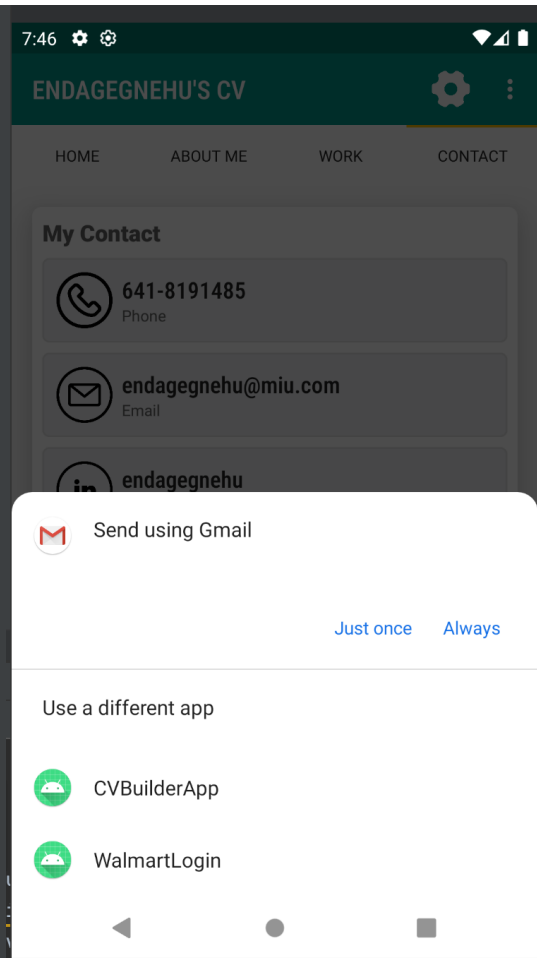 7:46
ENDAGEGNEHU'S CV
HOME ABOUT ME WORK CONTACT
My Contact
641-8191485
Phone
endagegnehu@miu.com
Email
in endagegnehu
Send using Gmail
Just once Always
Use a different app
CVBuilderApp
WalmartLogin